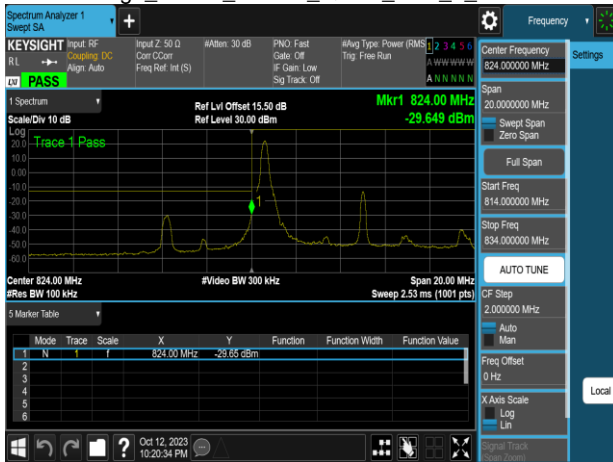 Spectrum Analyzer 1
Swept SA
Frequency
KEYSIGHT
RL
LXI
PASS
Input: RF
Coupling: DC
Align: Auto
Input Z: 50 Ω
Corr CCorr
Freq Ref: Int (S)
#Atten: 30 dB
PNO: Fast
Gate: Off
IF Gain: Low
Sig Track: Off
#Avg Type: Power (RMS
Trig: Free Run
1 2 3 4 5 6
A W W W W W
A N N N N N
Center Frequency
824.000000 MHz
Settings
1 Spectrum
Scale/Div 10 dB
Ref Lvl Offset 15.50 dB
Ref Level 30.00 dBm
Mkr1 824.00 MHz
-29.649 dBm
Span
20.0000000 MHz
Swept Span
Zero Span
Log
Trace 1 Pass
20.0
10.0
0.00
-10.0
-20.0
-30.0
-40.0
-50.0
-60.0
1
Full Span
Start Freq
814.000000 MHz
Stop Freq
834.000000 MHz
AUTO TUNE
Center 824.00 MHz
#Res BW 100 kHz
#Video BW 300 kHz
Span 20.00 MHz
Sweep 2.53 ms (1001 pts)
CF Step
2.000000 MHz
Auto
Man
5 Marker Table
Mode Trace Scale X Y Function Function Width Function Value
1 N 1 f 824.00 MHz -29.65 dBm
2
3
4
5
6
Freq Offset
0 Hz
Local
X Axis Scale
Log
Lin
Signal Track
(Span Zoom)
?
Oct 12, 2023
10:20:34 PM